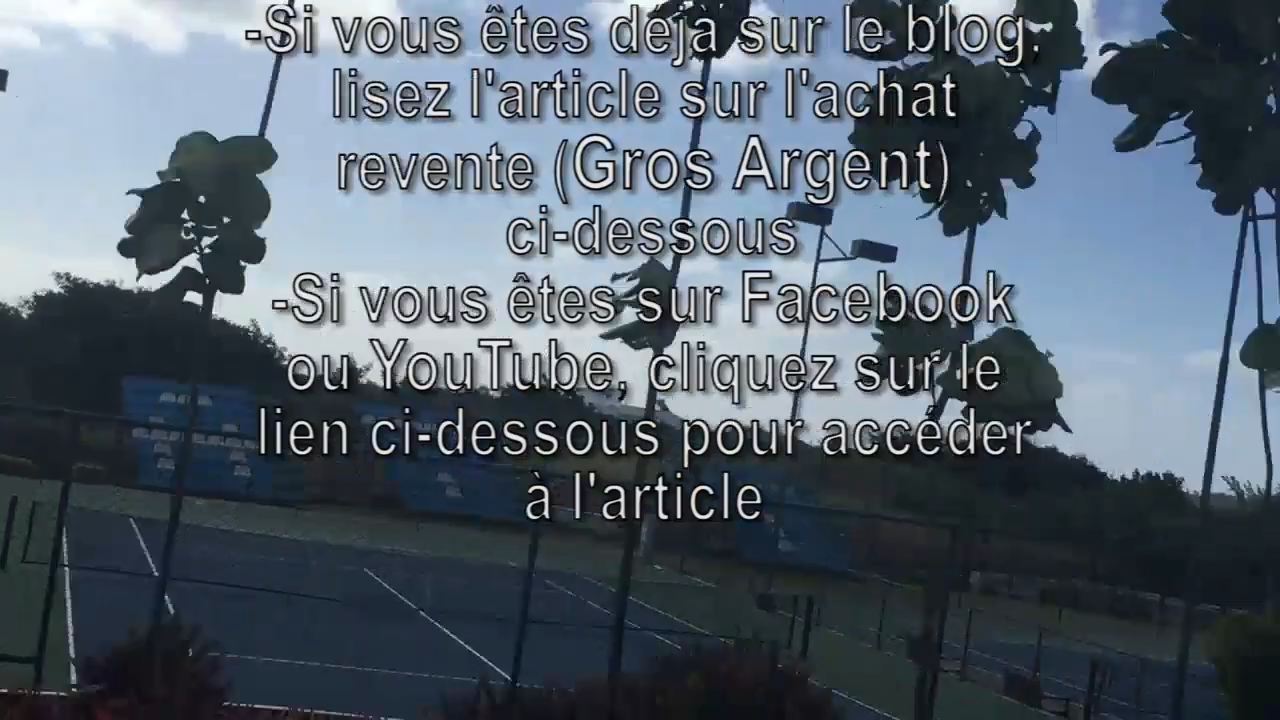 -Si vous êtes déjà sur le blog,
lisez l'article sur l'achat
revente (Gros Argent)
ci-dessous
-Si vous êtes sur Facebook
ou YouTube, cliquez sur le
lien ci-dessous pour accéder
à l'article